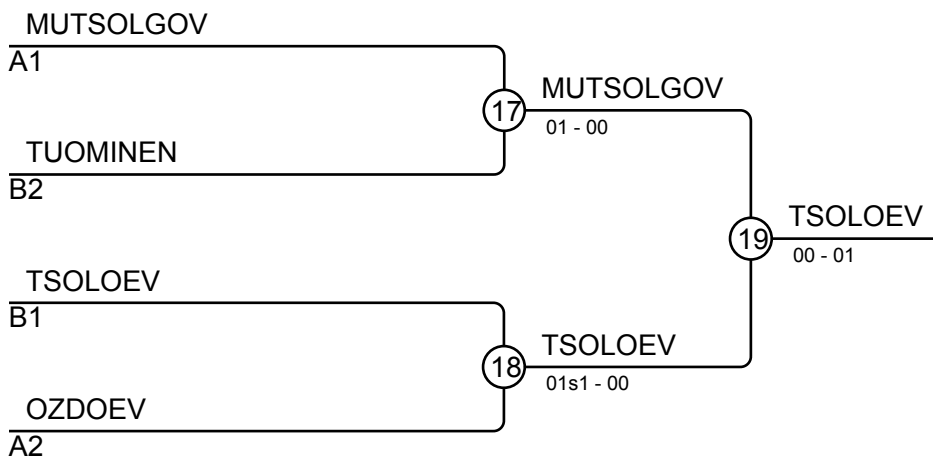 MUTSOLGOV
A1
17
MUTSOLGOV
01 - 00
TUOMINEN
B2
19
TSOLOEV
00 - 01
TSOLOEV
B1
18
TSOLOEV
01s1 - 00
OZDOEV
A2